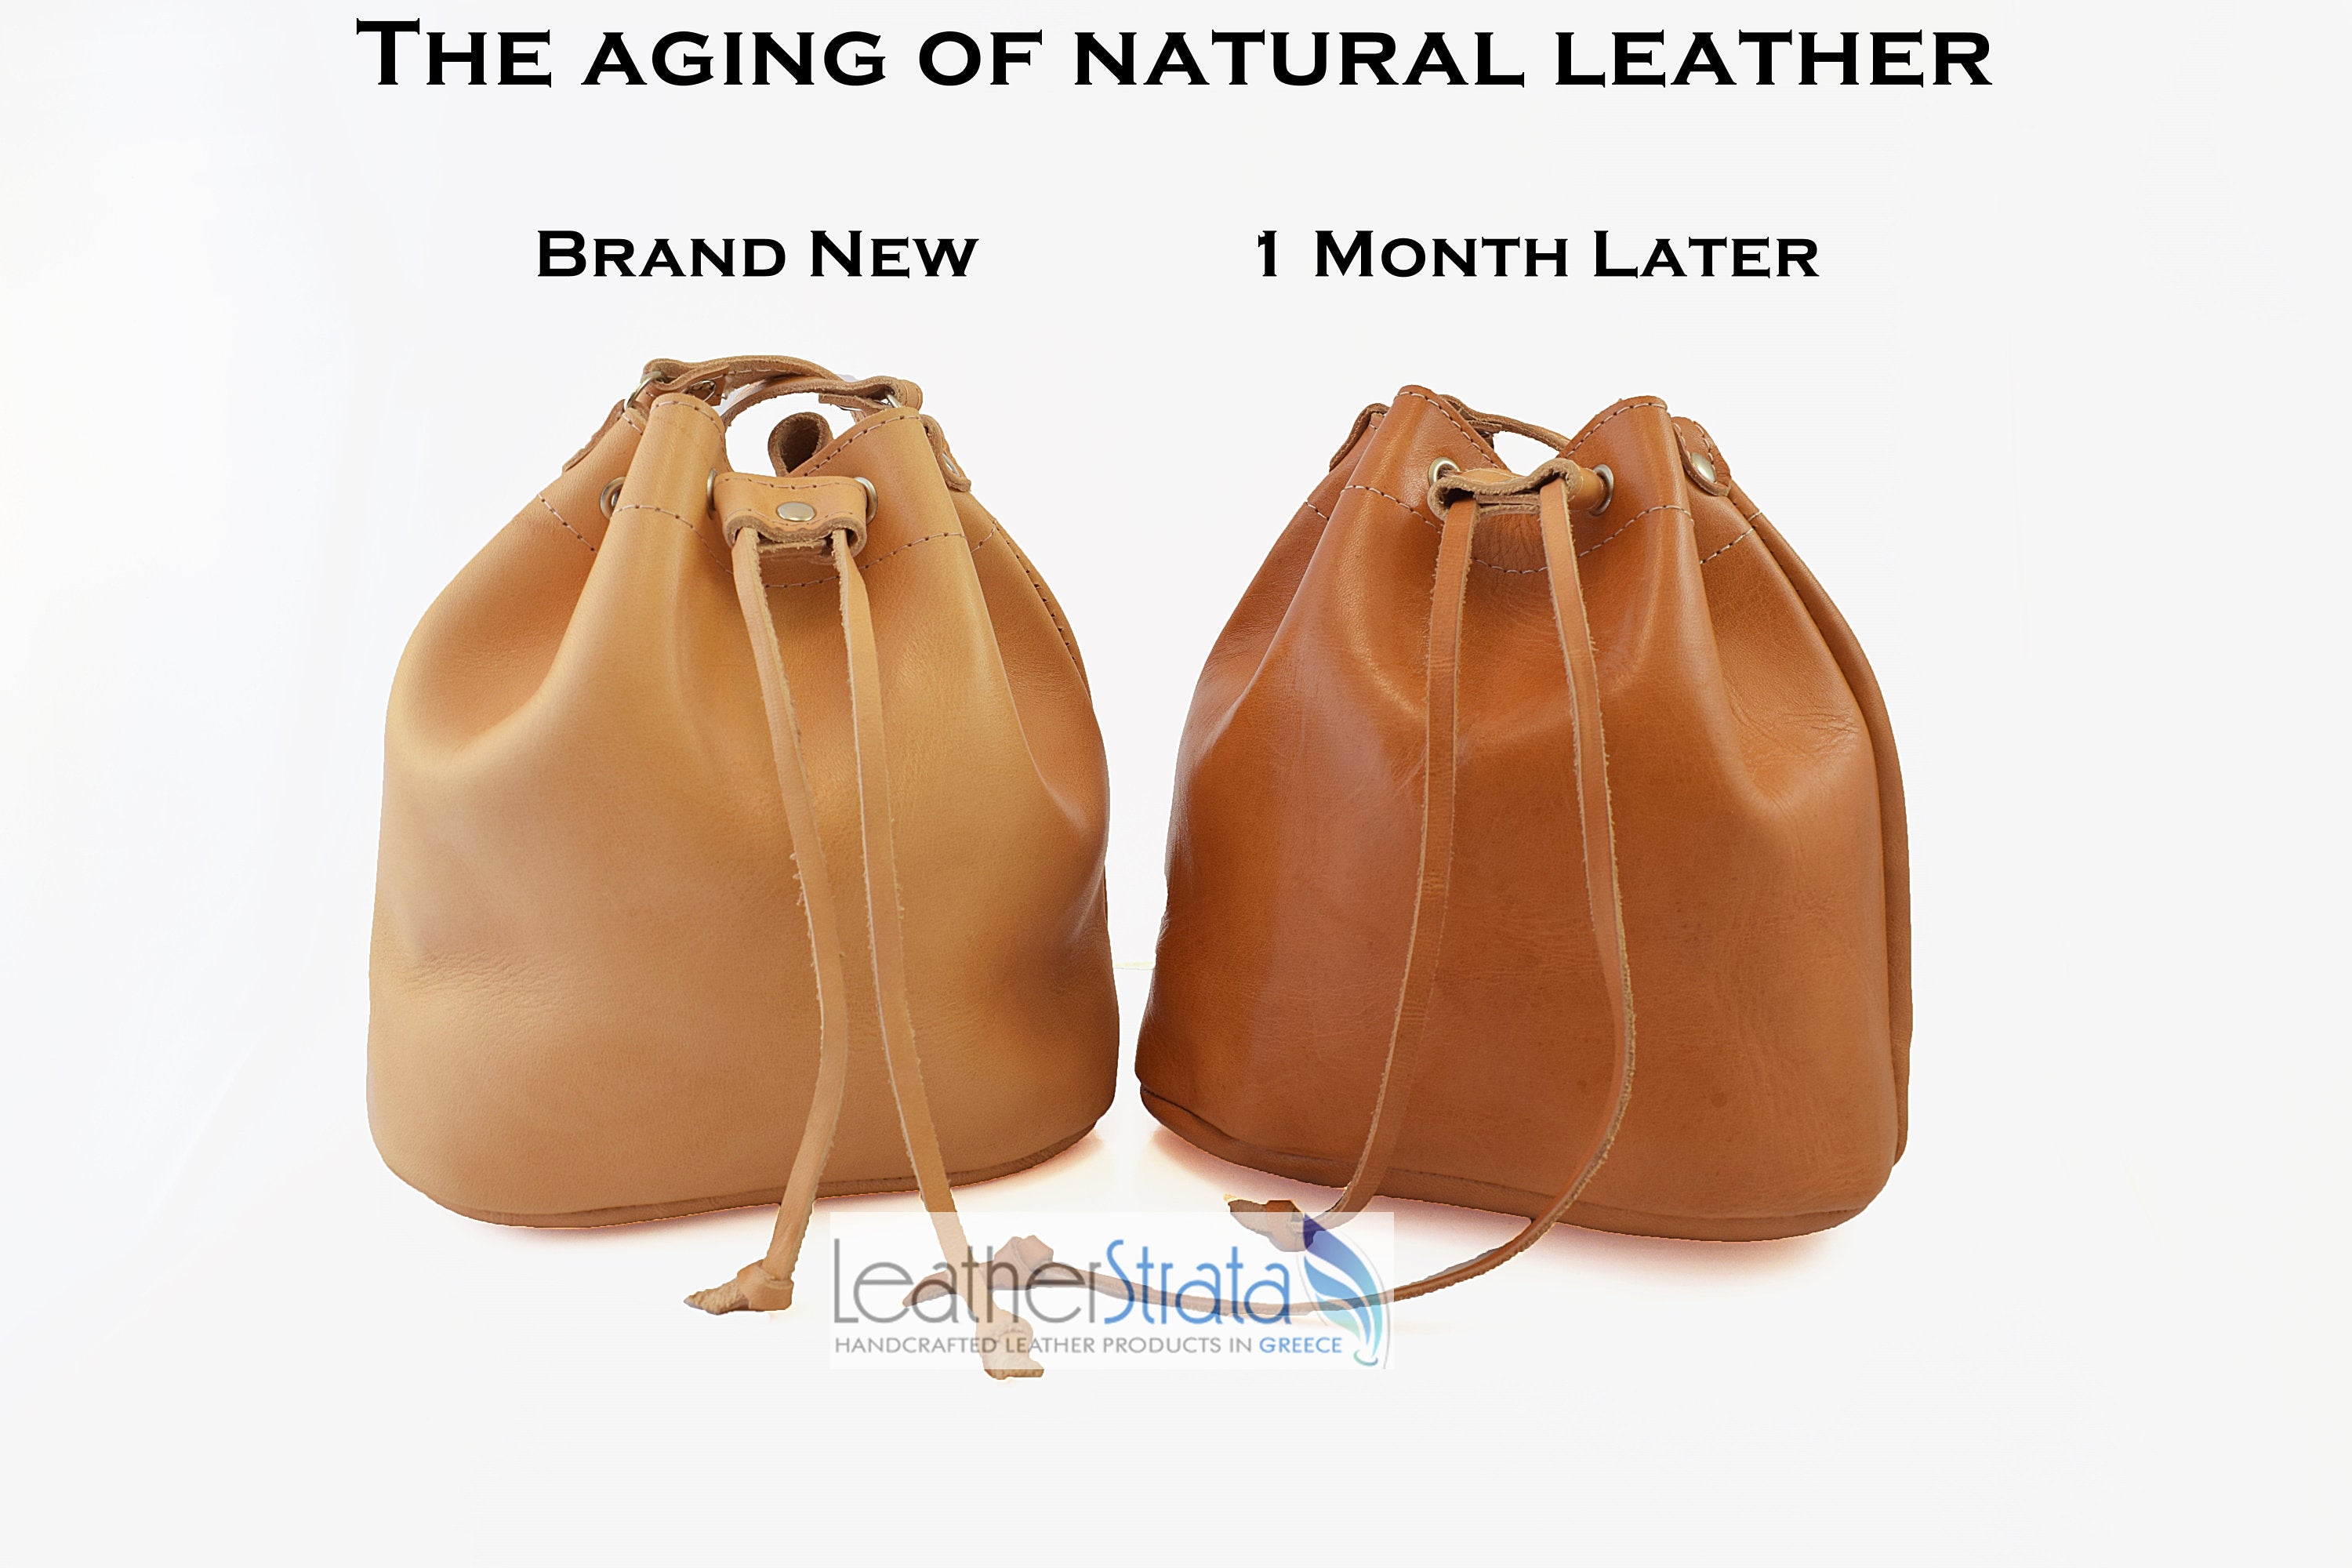 THE AGING OF NATURAL LEATHER
BRAND NEW
1 MONTH LATER
LeatherStrata
HANDCRAFTED LEATHER PRODUCTS IN GREECE